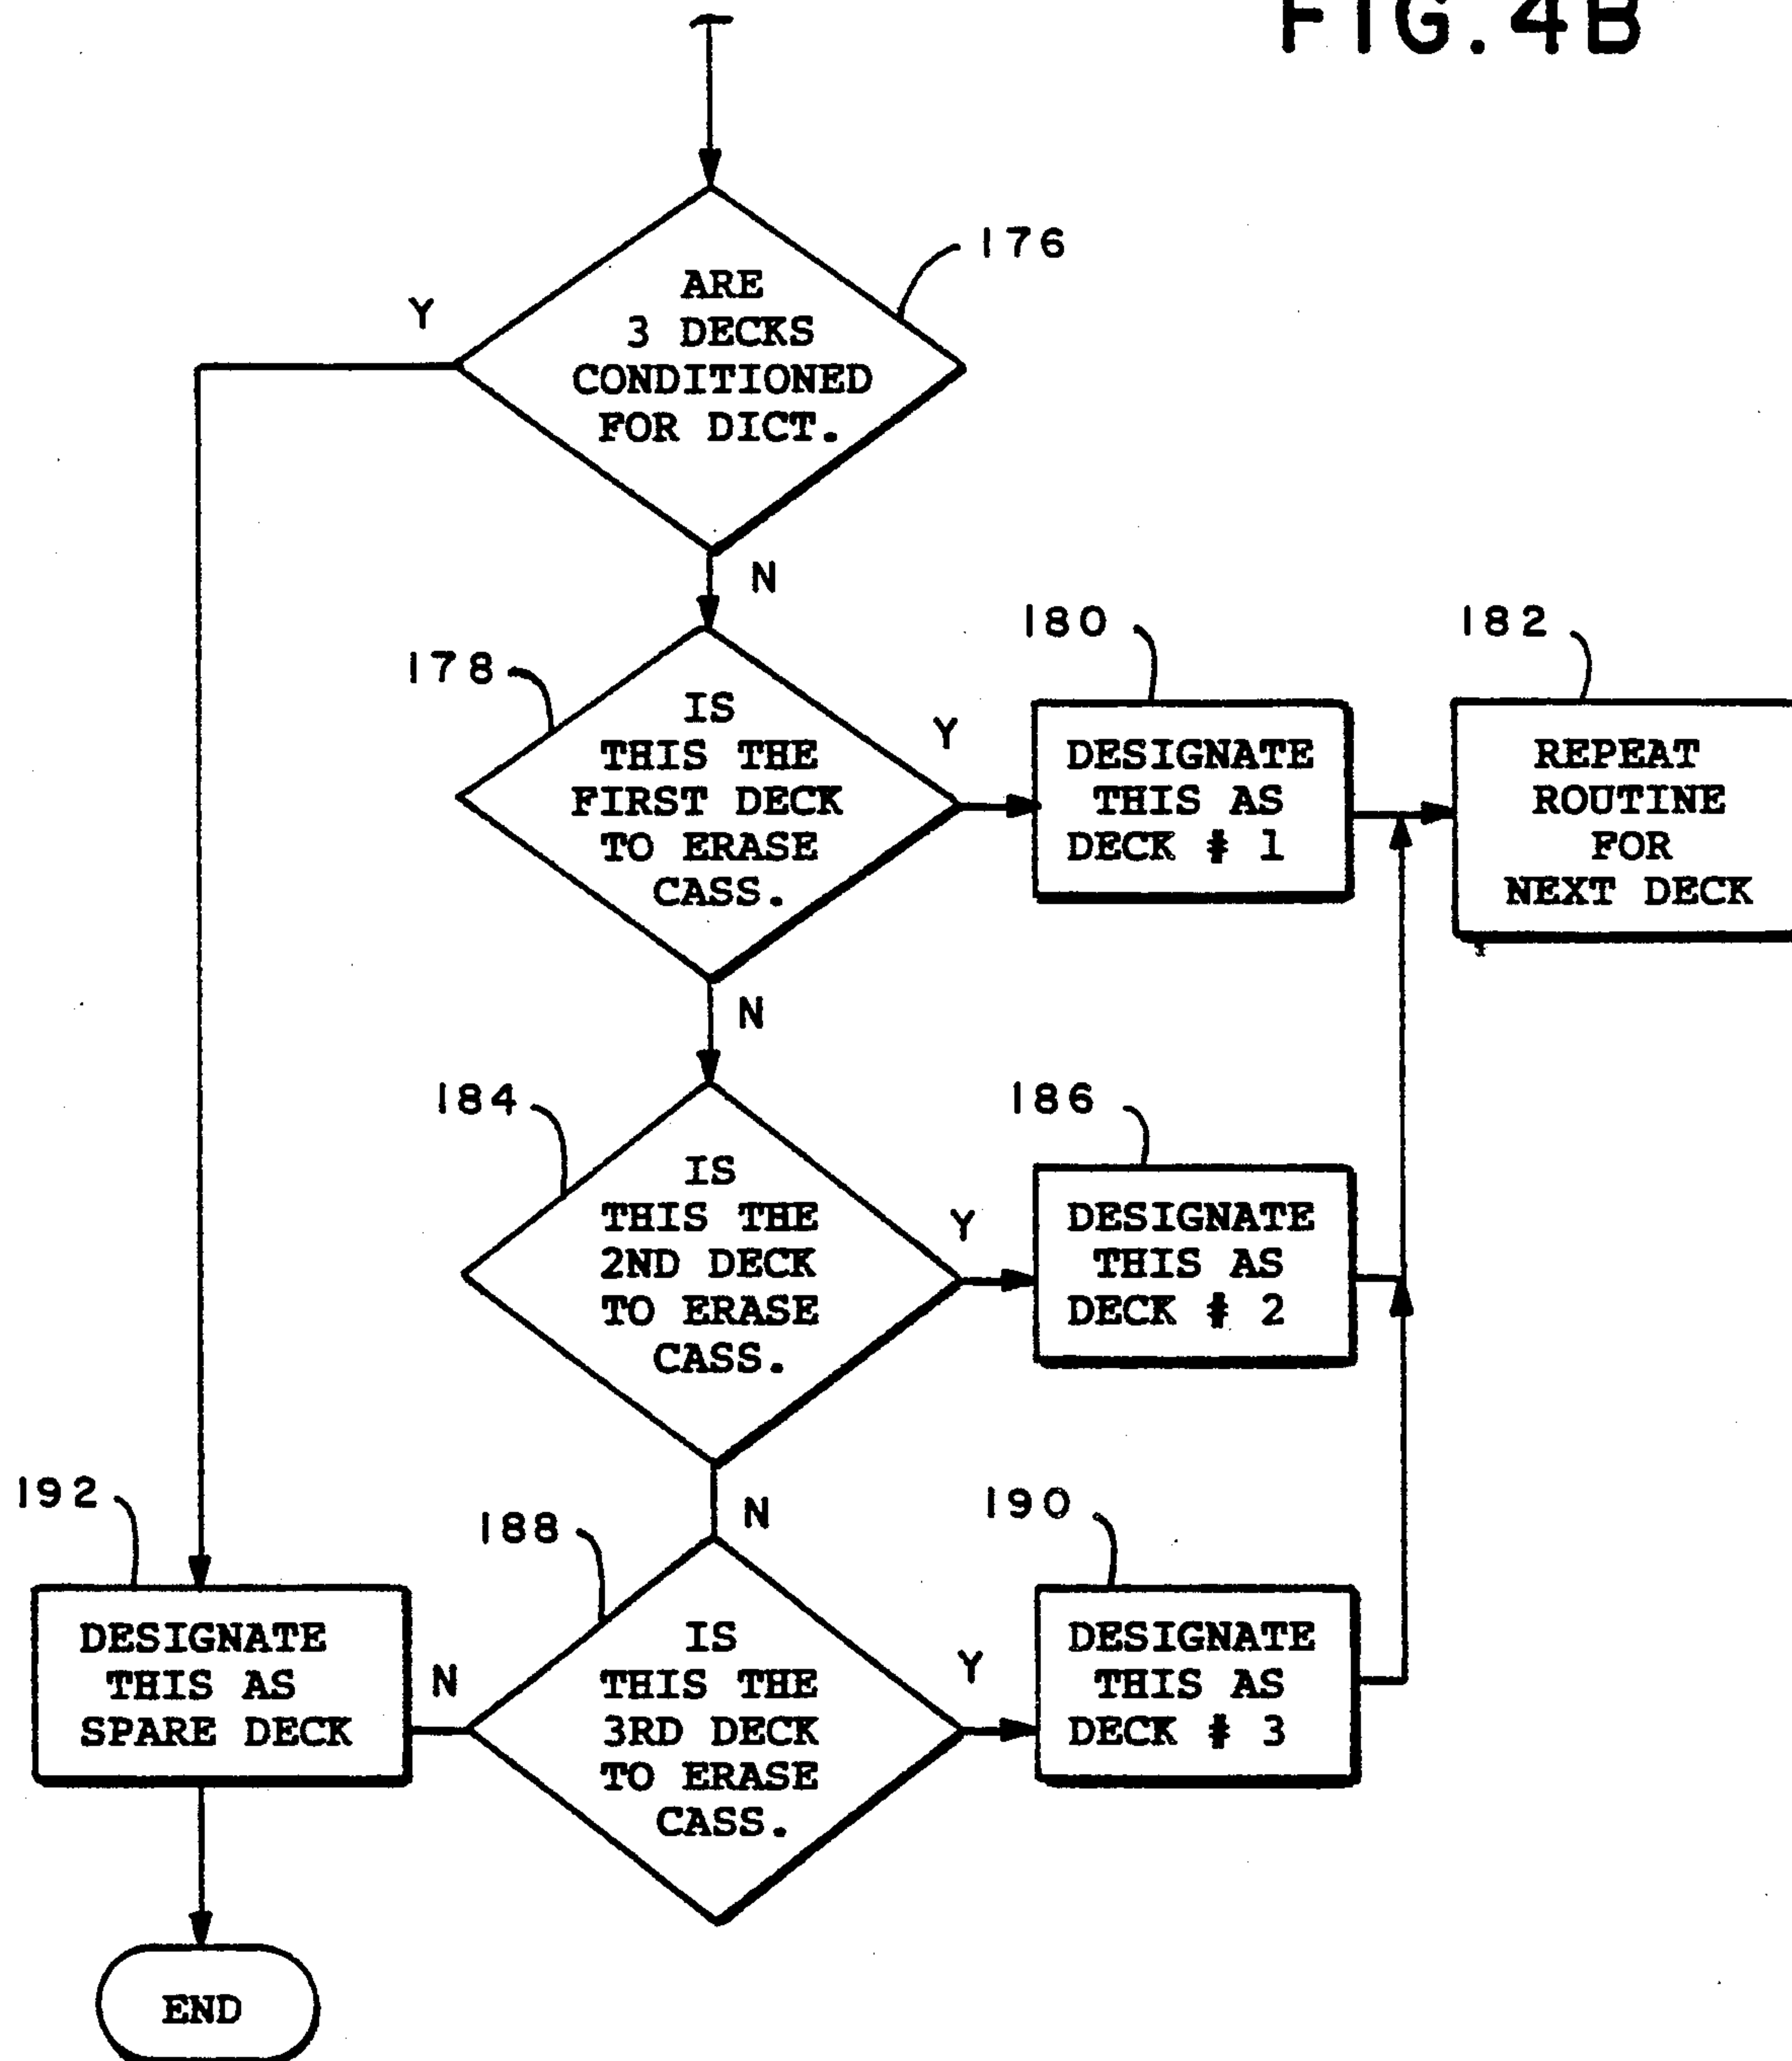 FIG. 4B
176
ARE
3 DECKS
CONDITIONED
FOR DICT.
Y
N
178
IS
THIS THE
FIRST DECK
TO ERASE
CASS.
Y
N
180
DESIGNATE
THIS AS
DECK # 1
182
REPEAT
ROUTINE
FOR
NEXT DECK
184
IS
THIS THE
2ND DECK
TO ERASE
CASS.
Y
N
186
DESIGNATE
THIS AS
DECK # 2
188
IS
THIS THE
3RD DECK
TO ERASE
CASS.
Y
N
190
DESIGNATE
THIS AS
DECK # 3
192
DESIGNATE
THIS AS
SPARE DECK
END